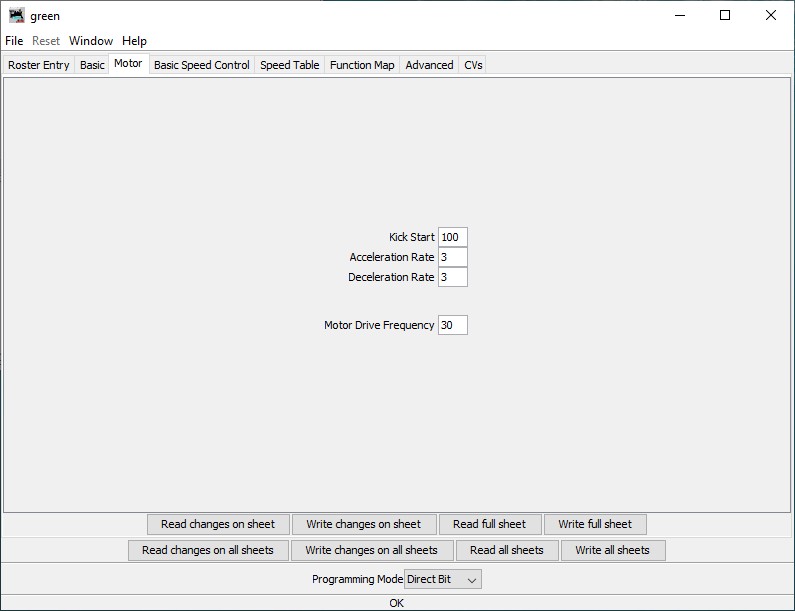 green
File Reset Window Help
Roster Entry Basic Motor Basic Speed Control Speed Table Function Map Advanced CVs
Kick Start 100
Acceleration Rate 3
Deceleration Rate 3
Motor Drive Frequency 30
Read changes on sheet Write changes on sheet Read full sheet Write full sheet
Read changes on all sheets Write changes on all sheets Read all sheets Write all sheets
Programming Mode Direct Bit
OK